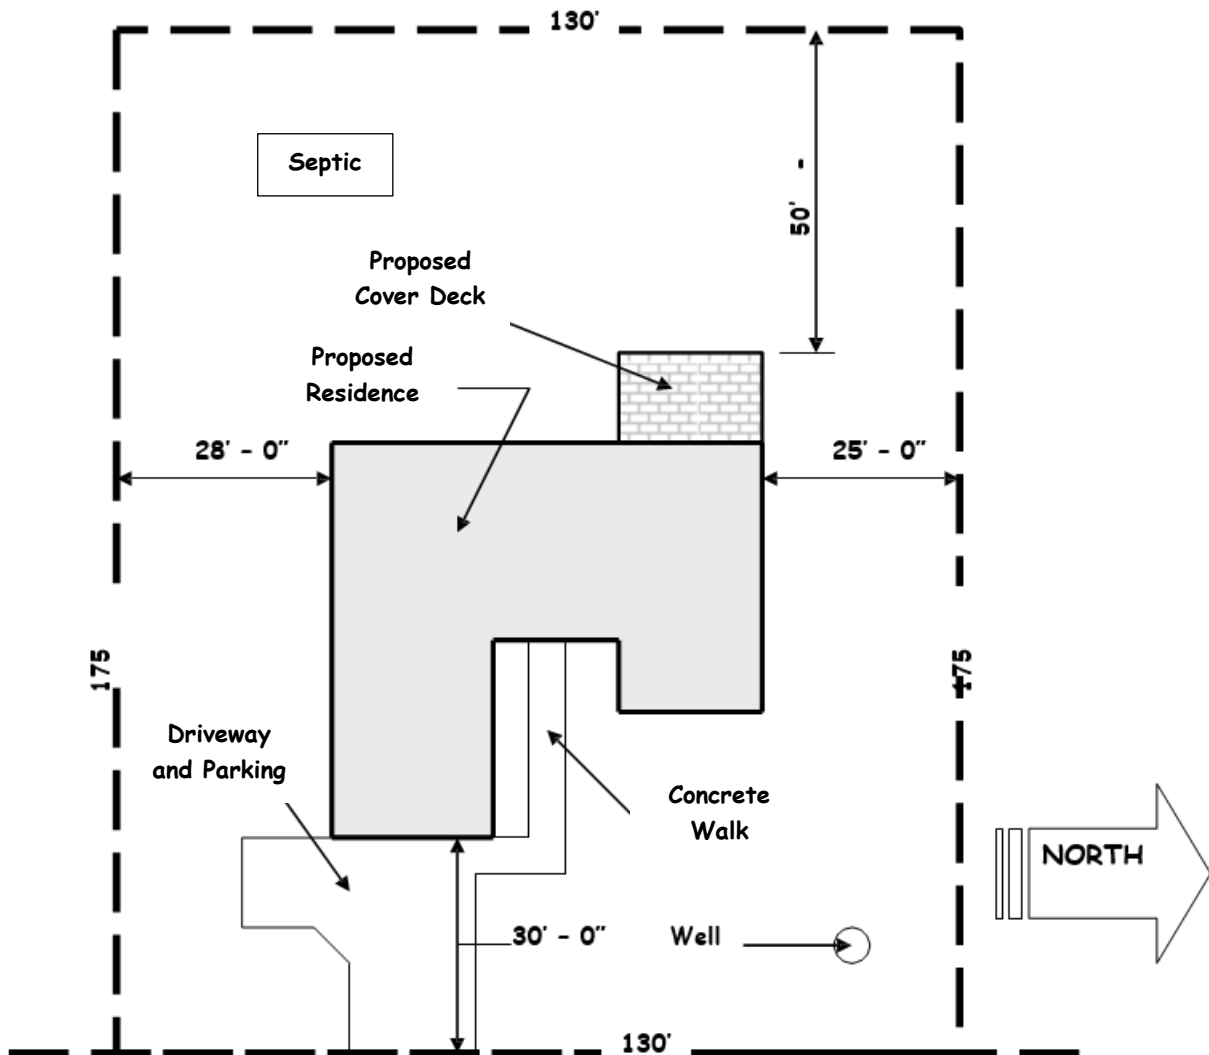 130'
Septic
50' -
Proposed
Cover Deck
Proposed
Residence
28' - 0"
25' - 0"
175
175
Driveway
and Parking
Concrete
Walk
NORTH
30' - 0"
Well
130'